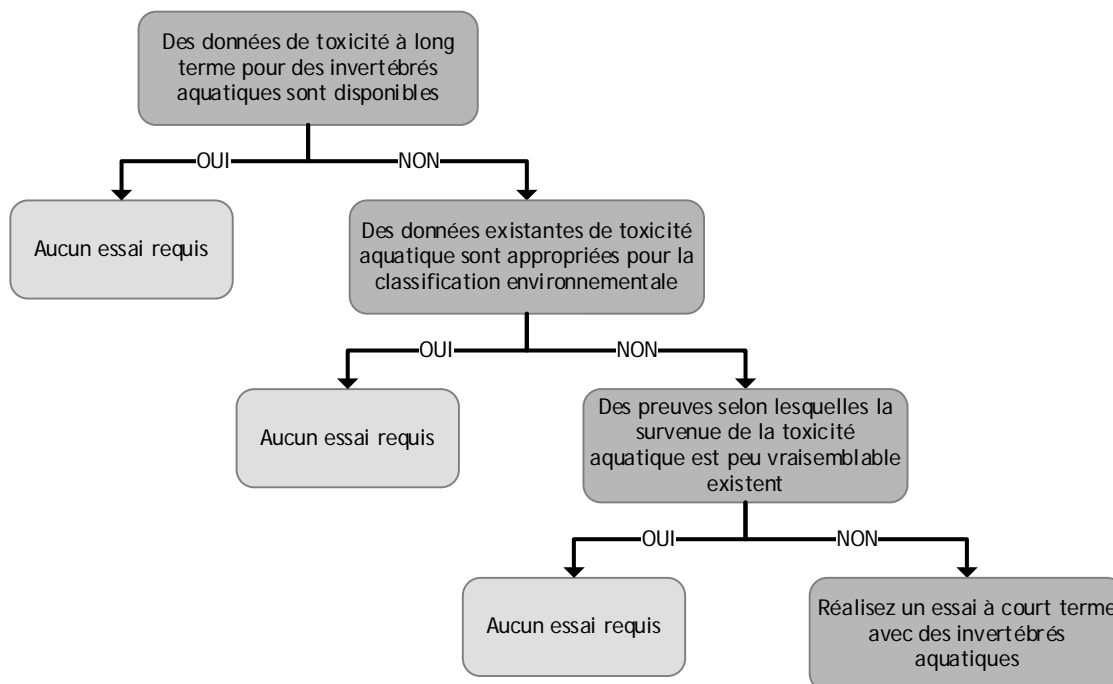 Des données de toxicité à long
terme pour des invertébrés
aquatiques sont disponibles
OUI
NON
Aucun essai requis
Des données existantes de toxicité
aquatique sont appropriées pour la
classification environnementale
OUI
NON
Aucun essai requis
Des preuves selon lesquelles la
survenue de la toxicité
aquatique est peu vraisemblable
existent
OUI
NON
Aucun essai requis
Réalisez un essai à court terme
avec des invertébrés
aquatiques